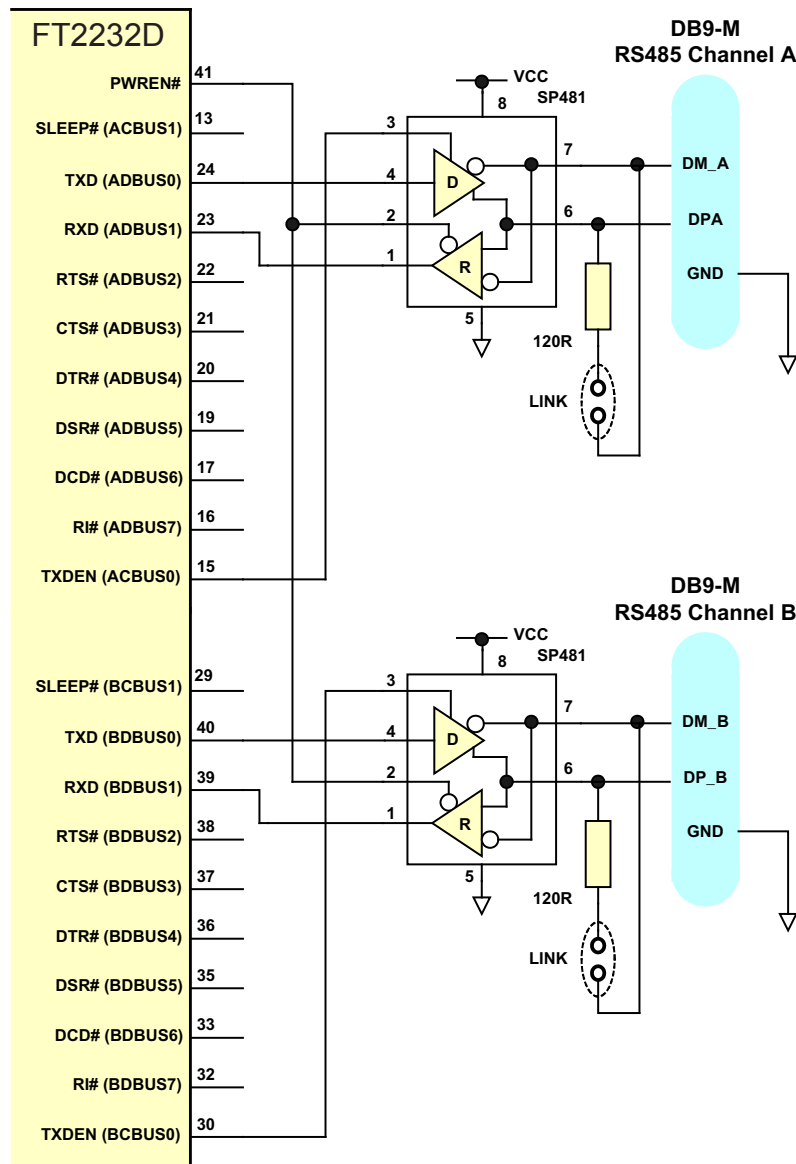 FT2232D
DB9-M
RS485 Channel A
PWREN# 41
VCC
SP481
8
SLEEP# (ACBUS1) 13
3
7
DM_A
TXD (ADBUS0) 24
4
D
2
6
DPA
RXD (ADBUS1) 23
1
R
GND
RTS# (ADBUS2) 22
5
CTS# (ADBUS3) 21
120R
DTR# (ADBUS4) 20
LINK
DSR# (ADBUS5) 19
DCD# (ADBUS6) 17
RI# (ADBUS7) 16
TXDEN (ACBUS0) 15
DB9-M
RS485 Channel B
VCC
SP481
8
SLEEP# (BCBUS1) 29
3
7
DM_B
TXD (BDBUS0) 40
4
D
2
6
DP_B
RXD (BDBUS1) 39
1
R
GND
RTS# (BDBUS2) 38
5
CTS# (BDBUS3) 37
120R
DTR# (BDBUS4) 36
LINK
DSR# (BDBUS5) 35
DCD# (BDBUS6) 33
RI# (BDBUS7) 32
TXDEN (BCBUS0) 30